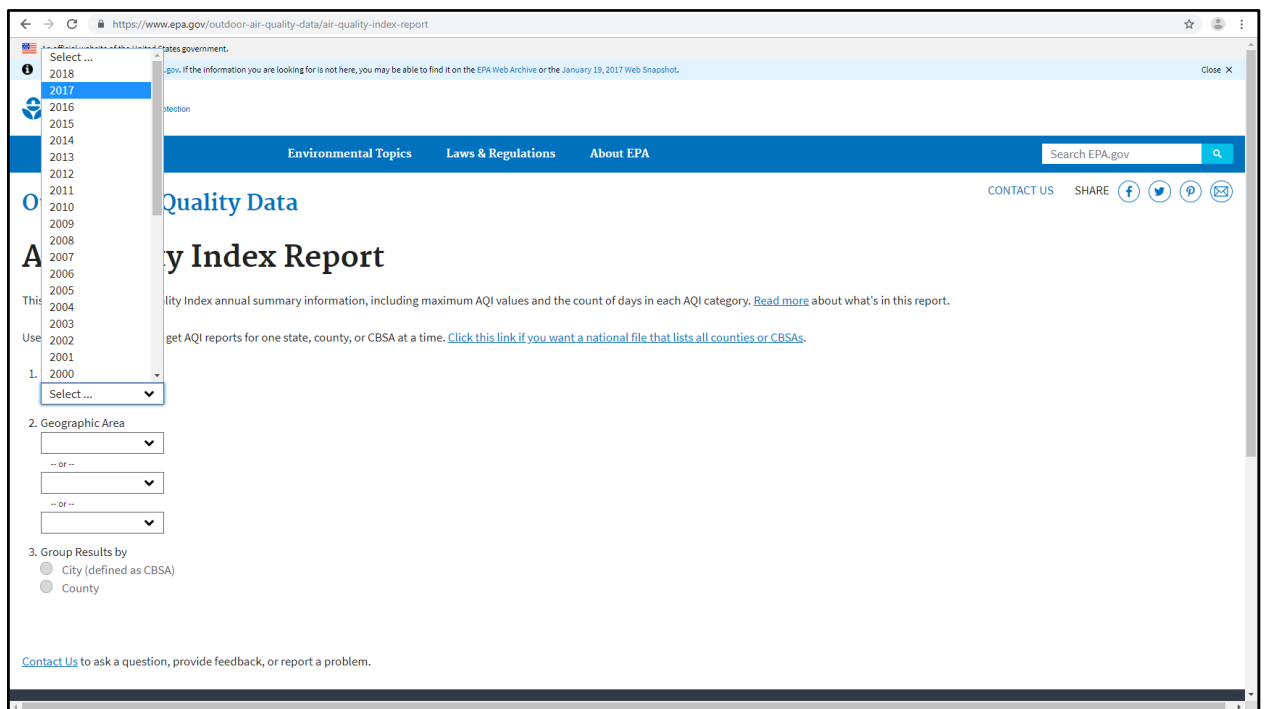 https://www.epa.gov/outdoor-air-quality-data/air-quality-index-report
States government.
.gov. If the information you are looking for is not here, you may be able to find it on the EPA Web Archive or the January 19, 2017 Web Snapshot.
Close X
Select ...
2018
2017
2016
2015
2014
2013
2012
2011
2010
2009
2008
2007
2006
2005
2004
2003
2002
2001
2000
Environmental Topics Laws & Regulations About EPA
Search EPA.gov
CONTACT US SHARE
Quality Data
Index Report
Index annual summary information, including maximum AQI values and the count of days in each AQI category. Read more about what's in this report.
get AQI reports for one state, county, or CBSA at a time. Click this link if you want a national file that lists all counties or CBSAs.
1.
Select ...
2. Geographic Area
-- or --
-- or --
3. Group Results by
City (defined as CBSA)
County
Contact Us to ask a question, provide feedback, or report a problem.